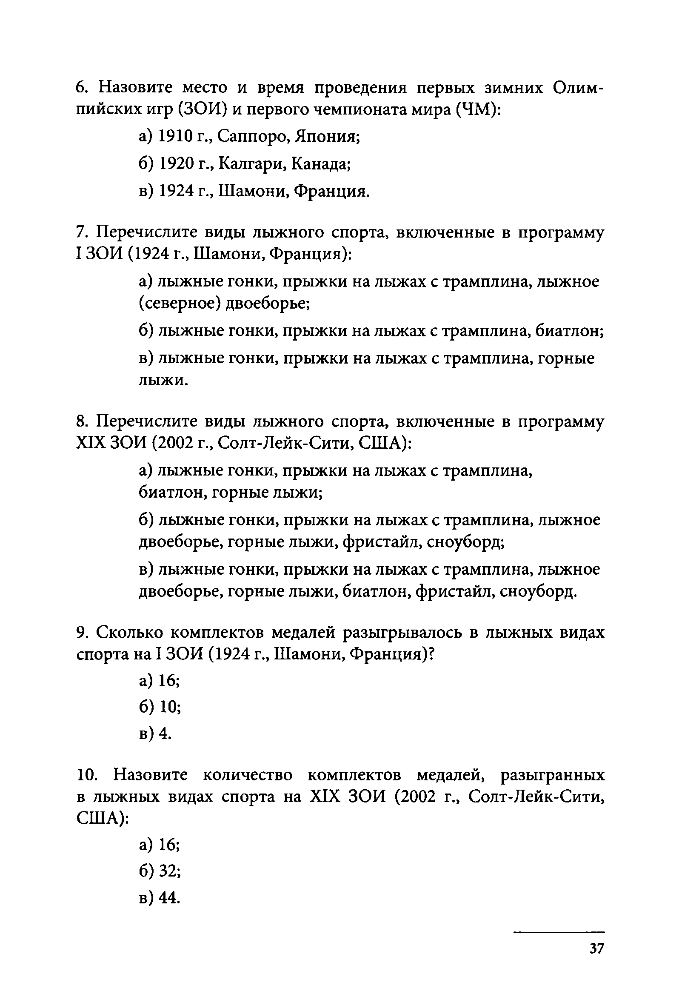 6. Назовите место и время проведения первых зимних Олим-
пийских игр (ЗОИ) и первого чемпионата мира (ЧМ):
а) 1910 г., Саппоро, Япония;
б) 1920 г., Калгари, Канада;
в) 1924 г., Шамони, Франция.
7. Перечислите виды лыжного спорта, включенные в программу
I ЗОИ (1924 г., Шамони, Франция):
а) лыжные гонки, прыжки на лыжах с трамплина, лыжное
(северное) двоеборье;
б) лыжные гонки, прыжки на лыжах с трамплина, биатлон;
в) лыжные гонки, прыжки на лыжах с трамплина, горные
лыжи.
8. Перечислите виды лыжного спорта, включенные в программу
XIX ЗОИ (2002 г., Солт-Лейк-Сити, США):
а) лыжные гонки, прыжки на лыжах с трамплина,
биатлон, горные лыжи;
б) лыжные гонки, прыжки на лыжах с трамплина, лыжное
двоеборье, горные лыжи, фристайл, сноуборд;
в) лыжные гонки, прыжки на лыжах с трамплина, лыжное
двоеборье, горные лыжи, биатлон, фристайл, сноуборд.
9. Сколько комплектов медалей разыгрывалось в лыжных видах
спорта на I ЗОИ (1924 г., Шамони, Франция)?
а) 16;
б) 10;
в) 4.
10. Назовите количество комплектов медалей, разыгранных
в лыжных видах спорта на XIX ЗОИ (2002 г., Солт-Лейк-Сити,
США):
а) 16;
б) 32;
в) 44.
37